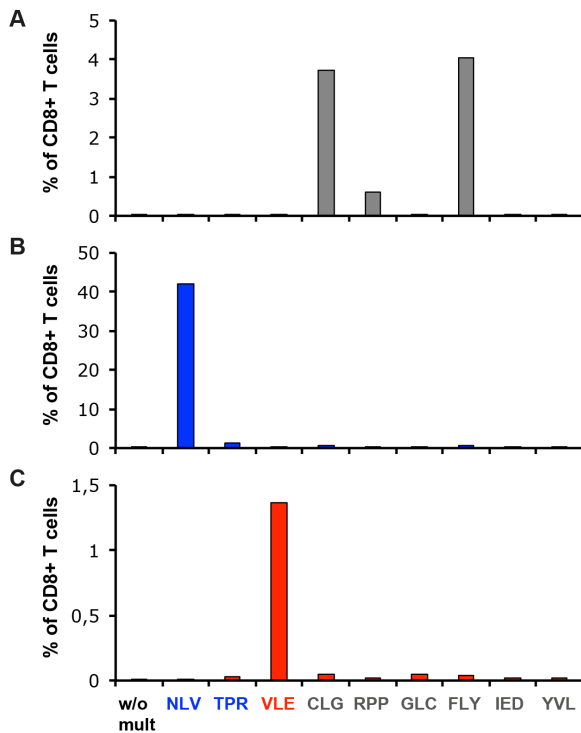 A
% of CD8+ T cells
5
4
3
2
1
0
B
% of CD8+ T cells
50
40
30
20
10
0
C
% of CD8+ T cells
1,5
1
0,5
0
w/o NLV TPR VLE CLG RPP GLC FLY IED YVL
mult